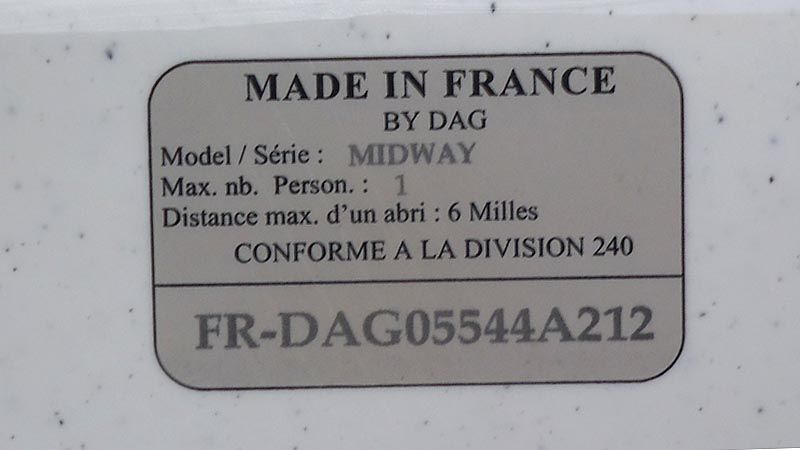 MADE IN FRANCE
BY DAG
Model / Série : MIDWAY
Max. nb. Person. : 1
Distance max. d'un abri : 6 Milles
CONFORME A LA DIVISION 240
FR-DAG05544A212